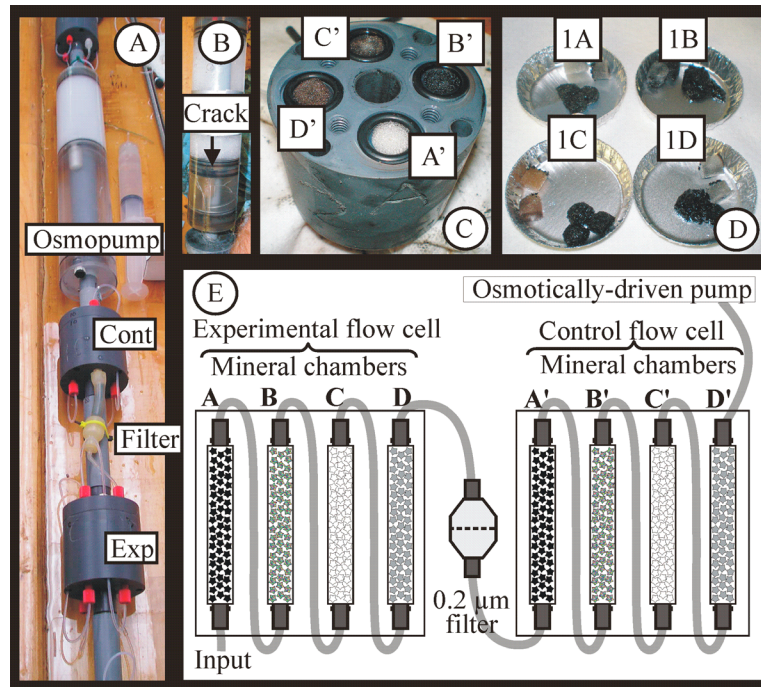 A
Osmopump
Cont
Filter
Exp
B
Crack
C'
B'
D'
A'
C
1A
1B
1C
1D
D
E
Osmotically-driven pump
Experimental flow cell
Mineral chambers
A B C D
Control flow cell
Mineral chambers
A' B' C' D'
0.2 µm
filter
Input